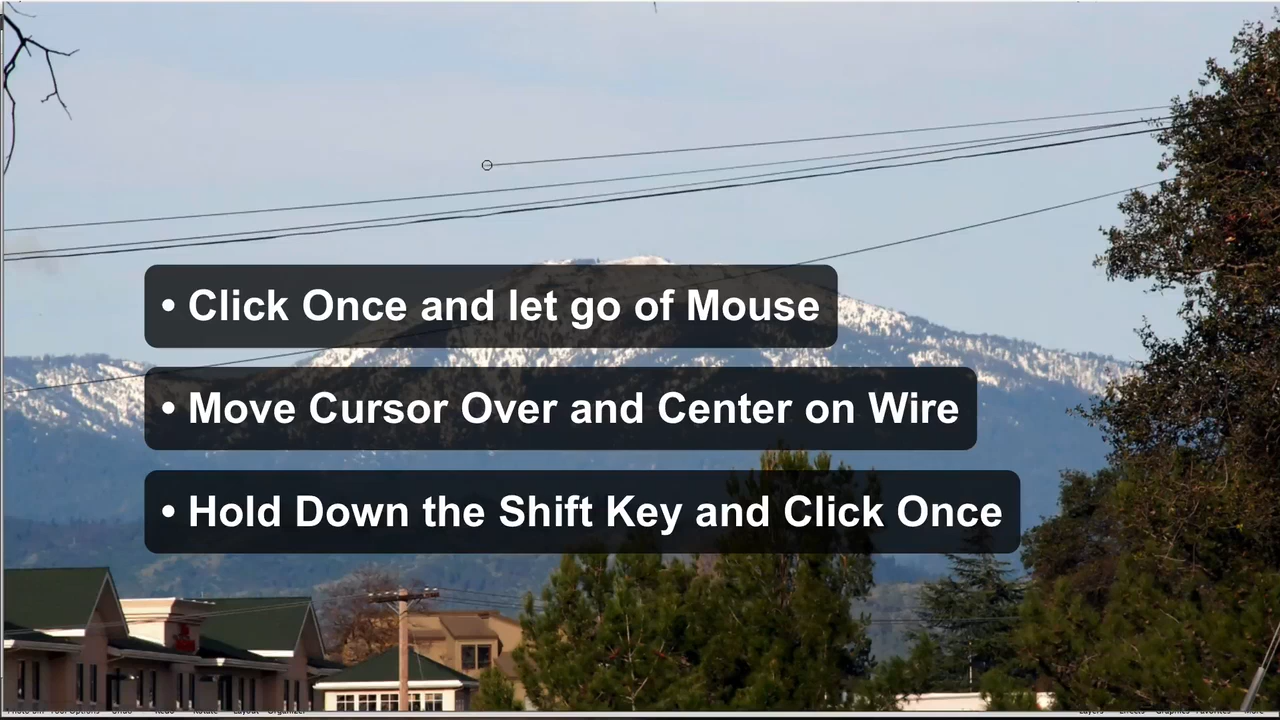 • Click Once and let go of Mouse
• Move Cursor Over and Center on Wire
• Hold Down the Shift Key and Click Once